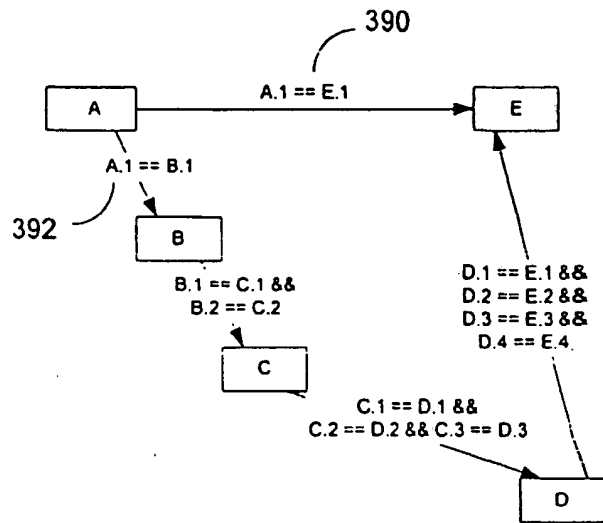 390
A.1 == E.1
A
E
A.1 == B.1
392
B
B.1 == C.1 &&
B.2 == C.2
D.1 == E.1 &&
D.2 == E.2 &&
D.3 == E.3 &&
D.4 == E.4
C
C.1 == D.1 &&
C.2 == D.2 && C.3 == D.3
D